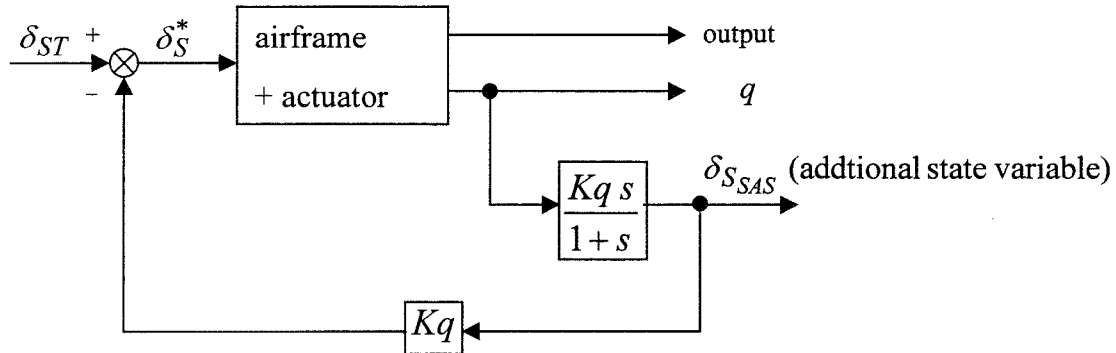 δ_ST + δ_S^* airframe output
− + actuator q
Kq s / 1 + s δ_S_SAS (addtional state variable)
Kq